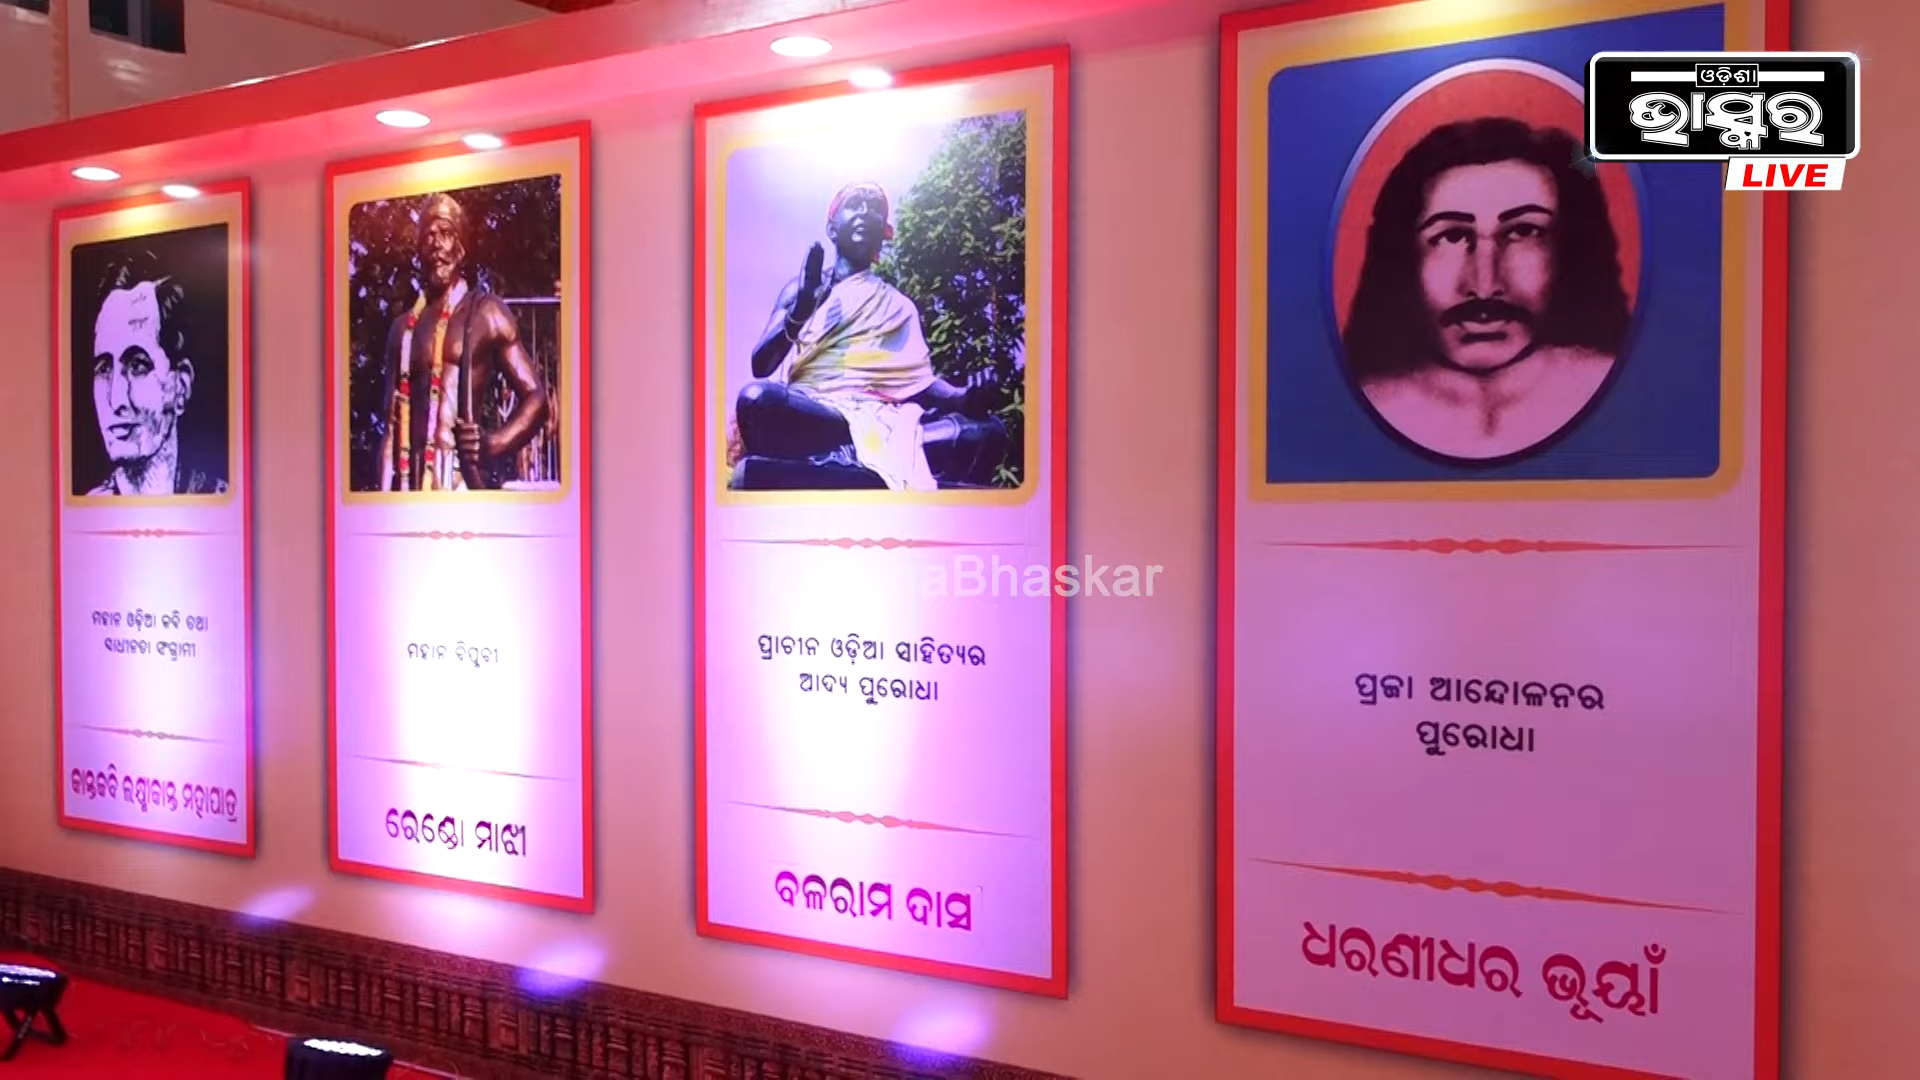 ଓଡ଼ିଶା
ଭାସ୍କର
LIVE
ମହାନ ଓଡ଼ିଆ କବି ତଥା
ସ୍ୱାଧୀନତା ସଂଗ୍ରାମୀ
କାନ୍ତକବି ଲକ୍ଷ୍ମୀକାନ୍ତ ମହାପାତ୍ର
ମହାନ ବିପ୍ଳବୀ
ରେଣ୍ଡୋ ମାଝୀ
ପ୍ରାଚୀନ ଓଡ଼ିଆ ସାହିତ୍ୟର
ଆଦ୍ୟ ପୁରୋଧା
ବଳରାମ ଦାସ
ପ୍ରଜା ଆନ୍ଦୋଳନର
ପୁରୋଧା
ଧରଣୀଧର ଭୂୟାଁ